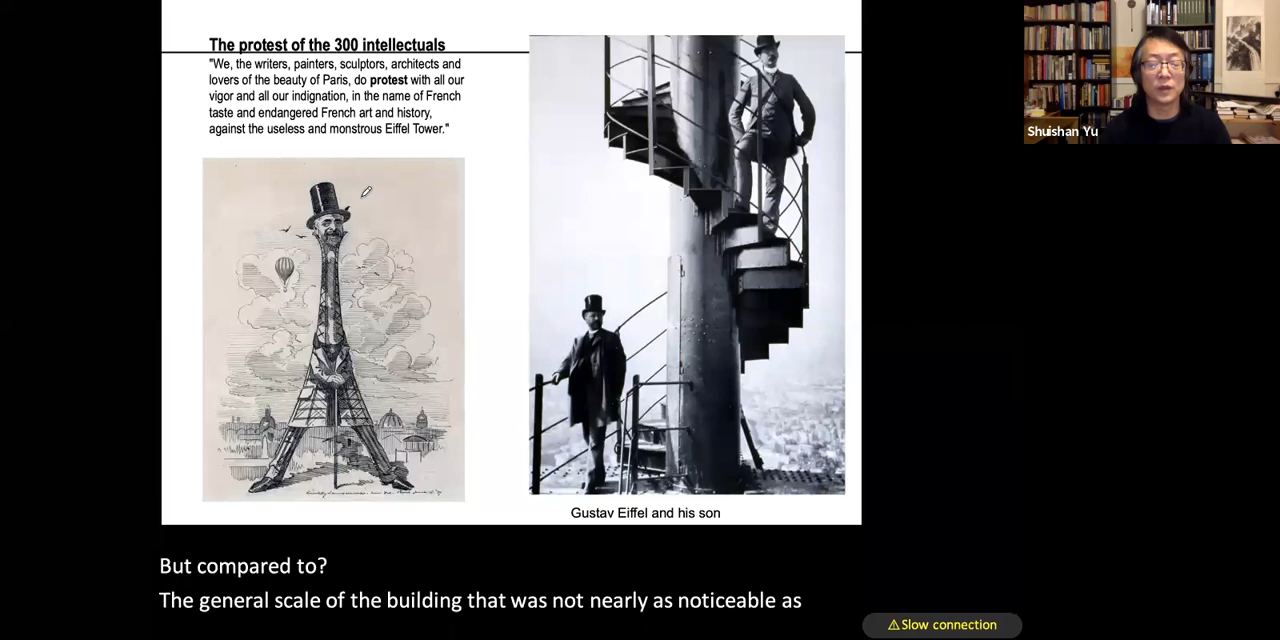 The protest of the 300 intellectuals
"We, the writers, painters, sculptors, architects and
lovers of the beauty of Paris, do protest with all our
vigor and all our indignation, in the name of French
taste and endangered French art and history,
against the useless and monstrous Eiffel Tower."
Gustav Eiffel and his son
Shuishan Yu
But compared to?
The general scale of the building that was not nearly as noticeable as
⚠Slow connection